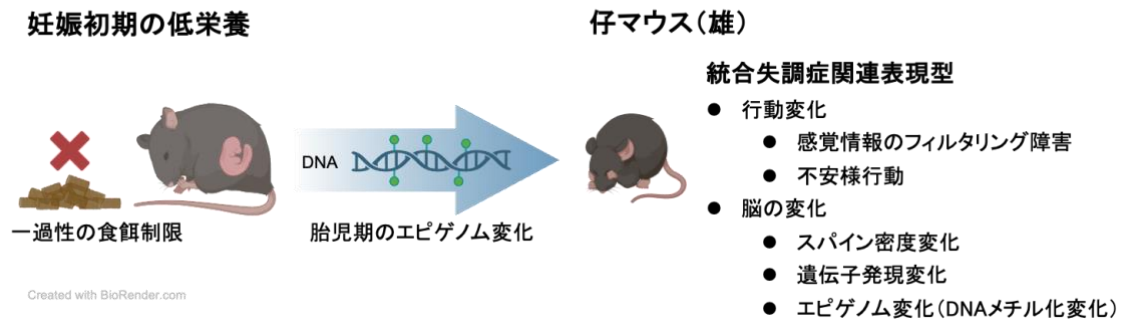 妊娠初期の低栄養
一過性の食餌制限
Created with BioRender.com
DNA
胎児期のエピゲノム変化
仔マウス（雄）
統合失調症関連表現型
● 行動変化
● 感覚情報のフィルタリング障害
● 不安様行動
● 脳の変化
● スパイン密度変化
● 遺伝子発現変化
● エピゲノム変化（DNAメチル化変化）